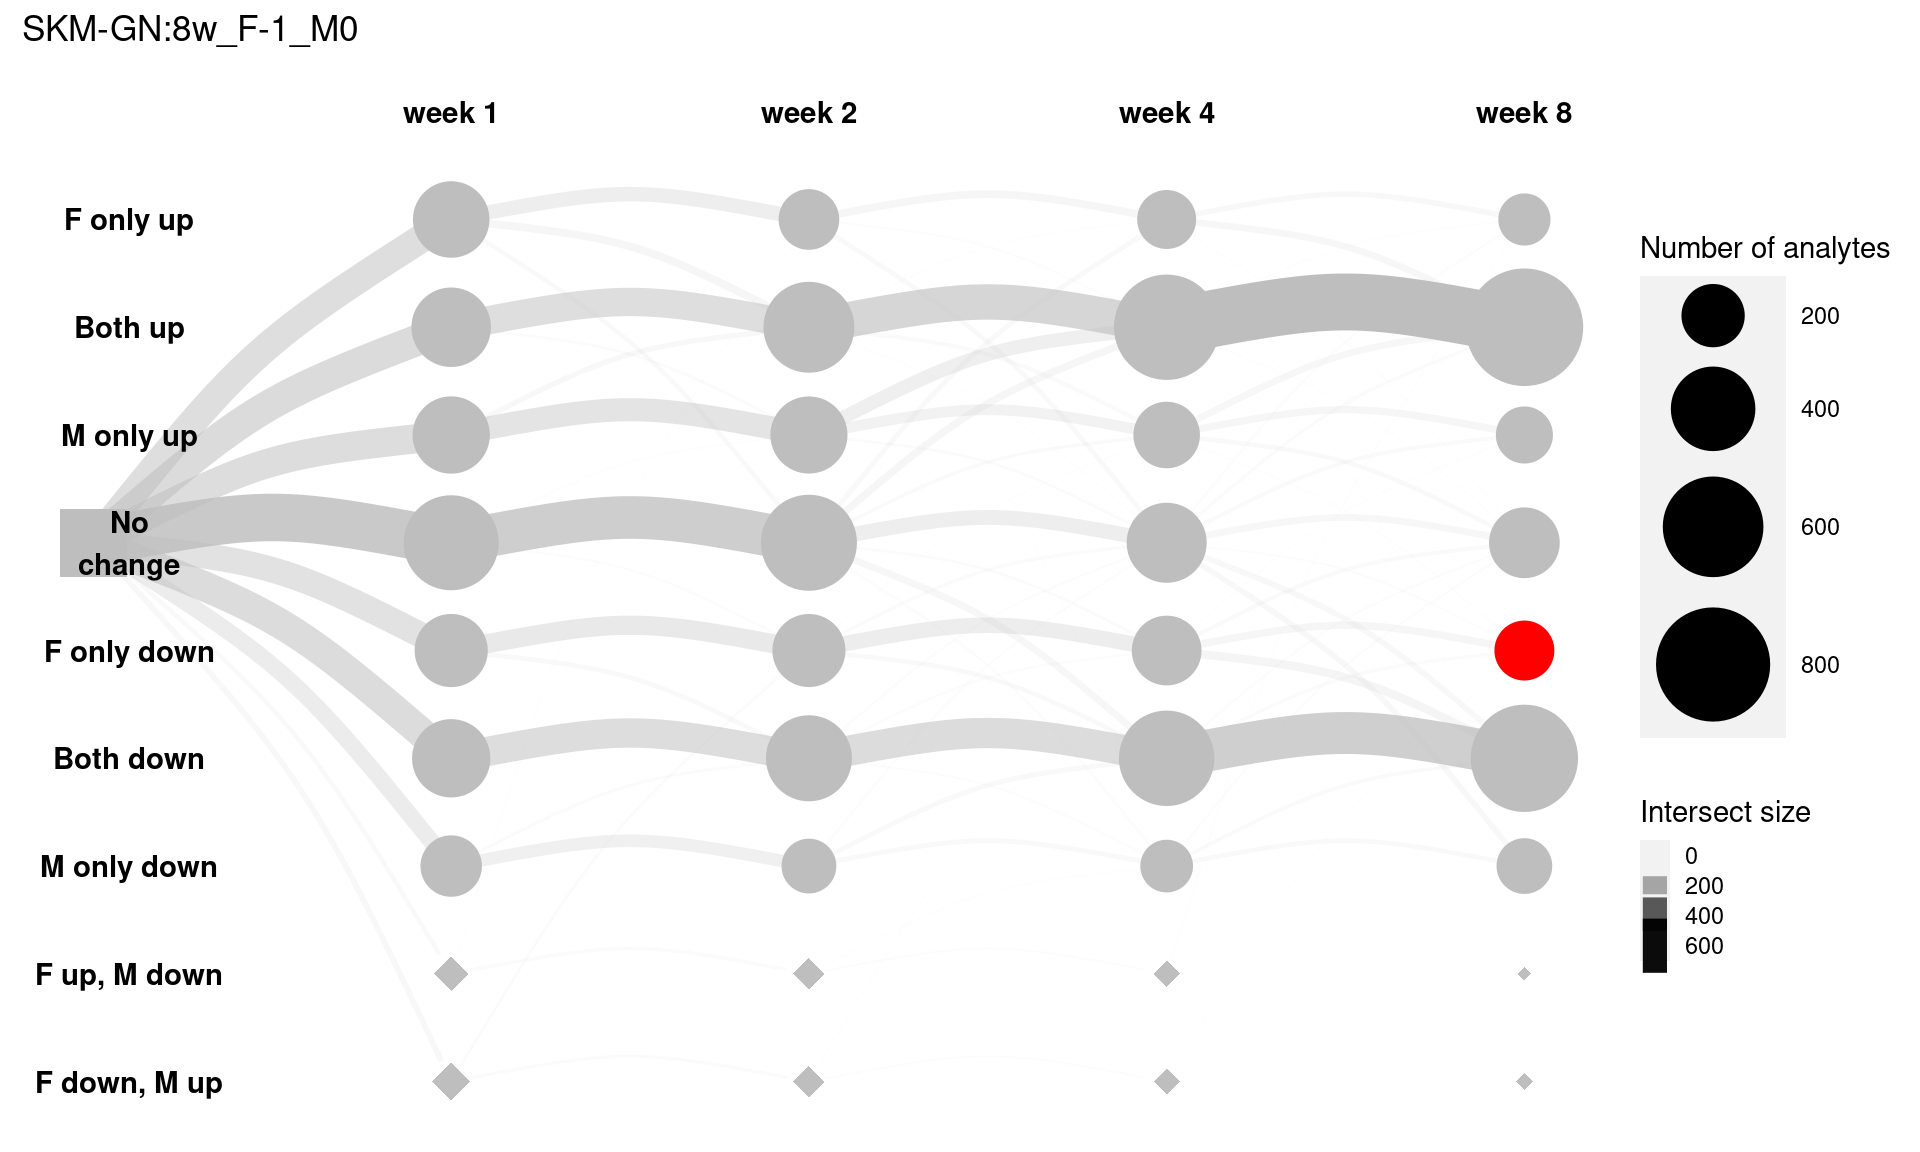 SKM-GN:8w_F-1_M0
week 1
week 2
week 4
week 8
F only up
Both up
M only up
No
change
F only down
Both down
M only down
F up, M down
F down, M up
Number of analytes
200
400
600
800
Intersect size
0
200
400
600